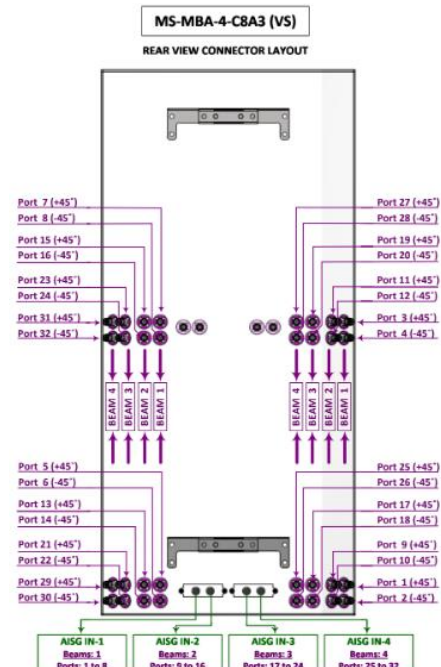 MS-MBA-4-C8A3 (VS)
REAR VIEW CONNECTOR LAYOUT
Port 7 (+45°)
Port 8 (-45°)
Port 15 (+45°)
Port 16 (-45°)
Port 23 (+45°)
Port 24 (-45°)
Port 31 (+45°)
Port 32 (-45°)
Port 27 (+45°)
Port 28 (-45°)
Port 19 (+45°)
Port 20 (-45°)
Port 11 (+45°)
Port 12 (-45°)
Port 3 (+45°)
Port 4 (-45°)
BEAM 4
BEAM 3
BEAM 2
BEAM 1
BEAM 4
BEAM 3
BEAM 2
BEAM 1
Port 5 (+45°)
Port 6 (-45°)
Port 13 (+45°)
Port 14 (-45°)
Port 21 (+45°)
Port 22 (-45°)
Port 29 (+45°)
Port 30 (-45°)
Port 25 (+45°)
Port 26 (-45°)
Port 17 (+45°)
Port 18 (-45°)
Port 9 (+45°)
Port 10 (-45°)
Port 1 (+45°)
Port 2 (-45°)
AISG IN-1
Beams: 1
Ports: 1 to 8
AISG IN-2
Beams: 2
Ports: 9 to 16
AISG IN-3
Beams: 3
Ports: 17 to 24
AISG IN-4
Beams: 4
Ports: 25 to 32